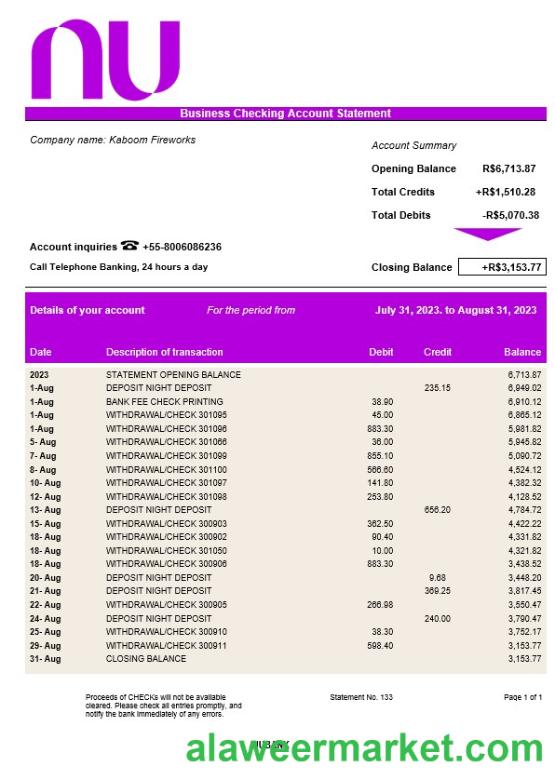 nu
Business Checking Account Statement
Company name: Kaboom Fireworks
Account Summary
Opening Balance R$6,713.87
Total Credits +R$1,510.28
Total Debits -R$5,070.38
Account inquiries ☎ +55-8006086236
Call Telephone Banking, 24 hours a day
Closing Balance +R$3,153.77
Details of your account For the period from July 31, 2023. to August 31, 2023
Date Description of transaction Debit Credit Balance
2023 STATEMENT OPENING BALANCE 6,713.87
1-Aug DEPOSIT NIGHT DEPOSIT 235.15 6,949.02
1-Aug BANK FEE CHECK PRINTING 38.90 6,910.12
1-Aug WITHDRAWAL/CHECK 301095 45.00 6,865.12
1-Aug WITHDRAWAL/CHECK 301096 883.30 5,981.82
5- Aug WITHDRAWAL/CHECK 301066 36.00 5,945.82
7- Aug WITHDRAWAL/CHECK 301099 855.10 5,090.72
8- Aug WITHDRAWAL/CHECK 301100 566.60 4,524.12
10- Aug WITHDRAWAL/CHECK 301097 141.80 4,382.32
12- Aug WITHDRAWAL/CHECK 301098 253.80 4,128.52
13- Aug DEPOSIT NIGHT DEPOSIT 656.20 4,784.72
15- Aug WITHDRAWAL/CHECK 300903 362.50 4,422.22
18- Aug WITHDRAWAL/CHECK 300902 90.40 4,331.82
18- Aug WITHDRAWAL/CHECK 301050 10.00 4,321.82
18- Aug WITHDRAWAL/CHECK 300906 883.30 3,438.52
20- Aug DEPOSIT NIGHT DEPOSIT 9.68 3,448.20
21- Aug DEPOSIT NIGHT DEPOSIT 369.25 3,817.45
22- Aug WITHDRAWAL/CHECK 300905 266.98 3,550.47
24- Aug DEPOSIT NIGHT DEPOSIT 240.00 3,790.47
25- Aug WITHDRAWAL/CHECK 300910 38.30 3,752.17
29- Aug WITHDRAWAL/CHECK 300911 598.40 3,153.77
31- Aug CLOSING BALANCE 3,153.77
Proceeds of CHECKs will not be available
cleared. Please check all entries promptly, and
notify the bank immediately of any errors.
Statement No. 133
Page 1 of 1
alaweermarket.com